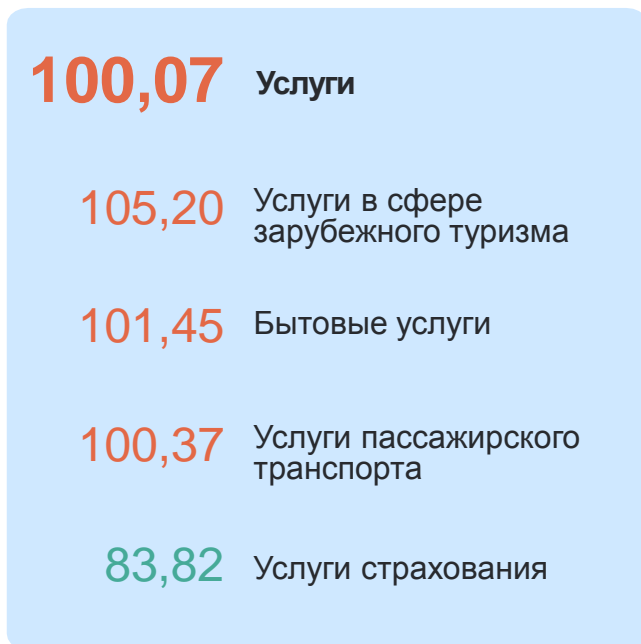 100,07 Услуги
105,20 Услуги в сфере
зарубежного туризма
101,45 Бытовые услуги
100,37 Услуги пассажирского
транспорта
83,82 Услуги страхования